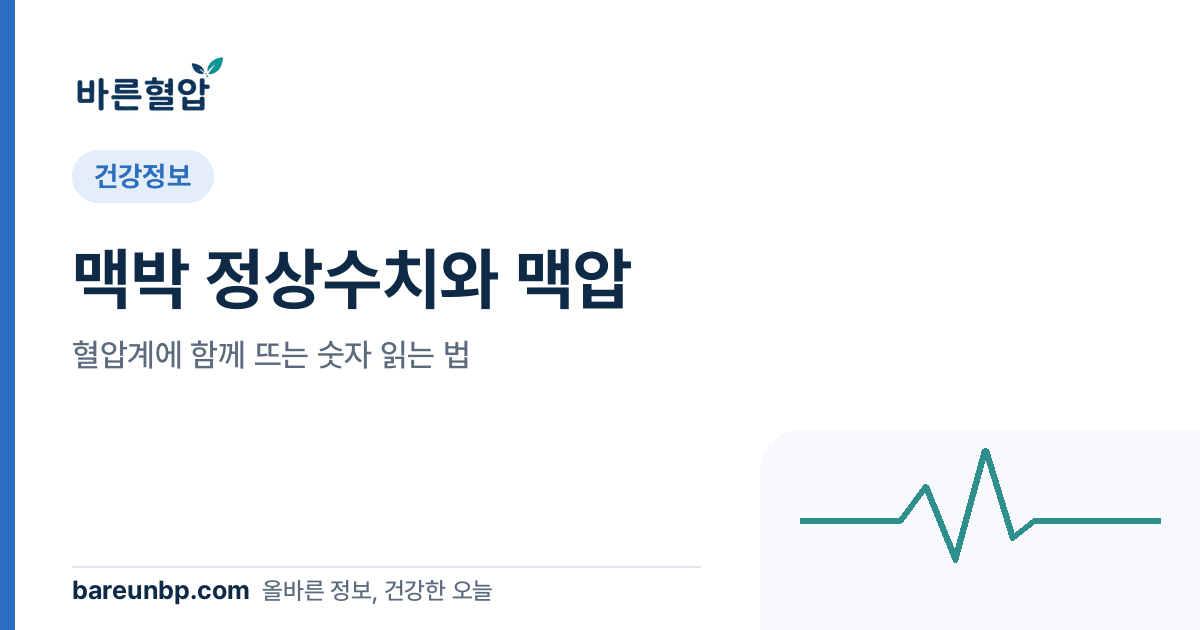 바른혈압
건강정보
맥박 정상수치와 맥압
혈압계에 함께 뜨는 숫자 읽는 법
bareunbp.com 올바른 정보, 건강한 오늘